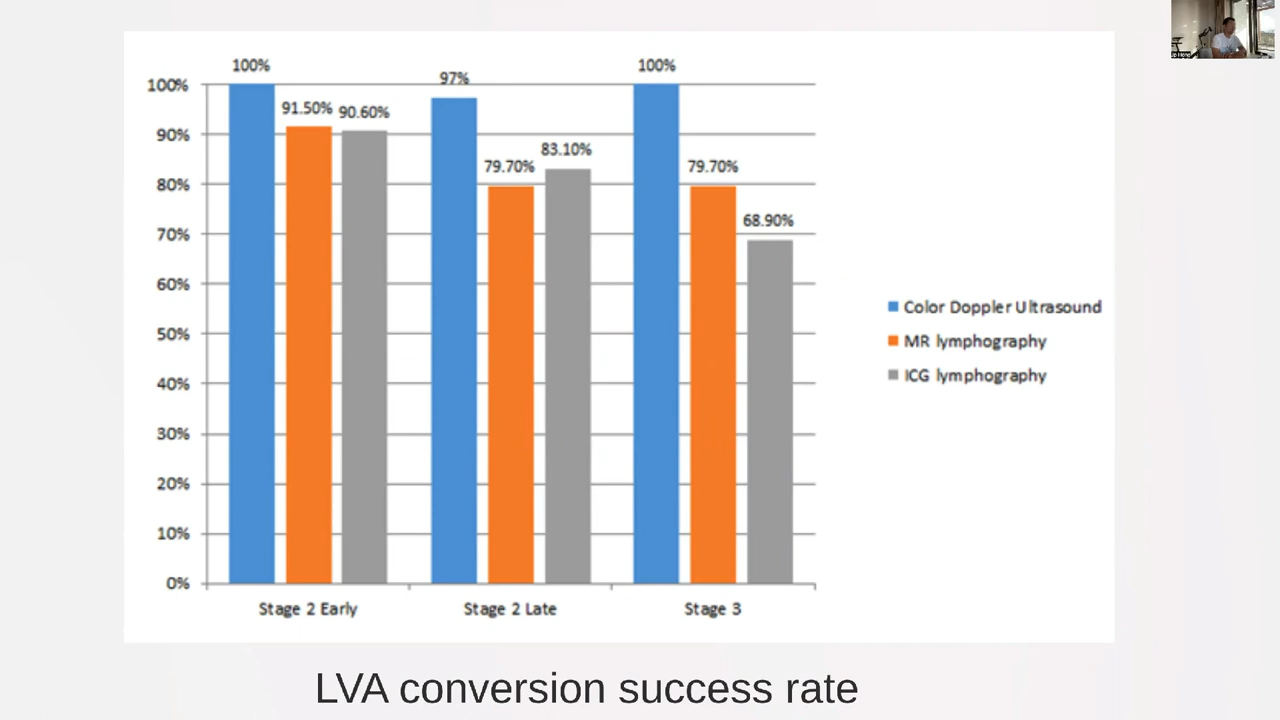 100%
97%
100%
91.50%
90.60%
79.70%
83.10%
79.70%
68.90%
100%
90%
80%
70%
60%
50%
40%
30%
20%
10%
0%
Stage 2 Early
Stage 2 Late
Stage 3
Color Doppler Ultrasound
MR lymphography
ICG lymphography
LVA conversion success rate